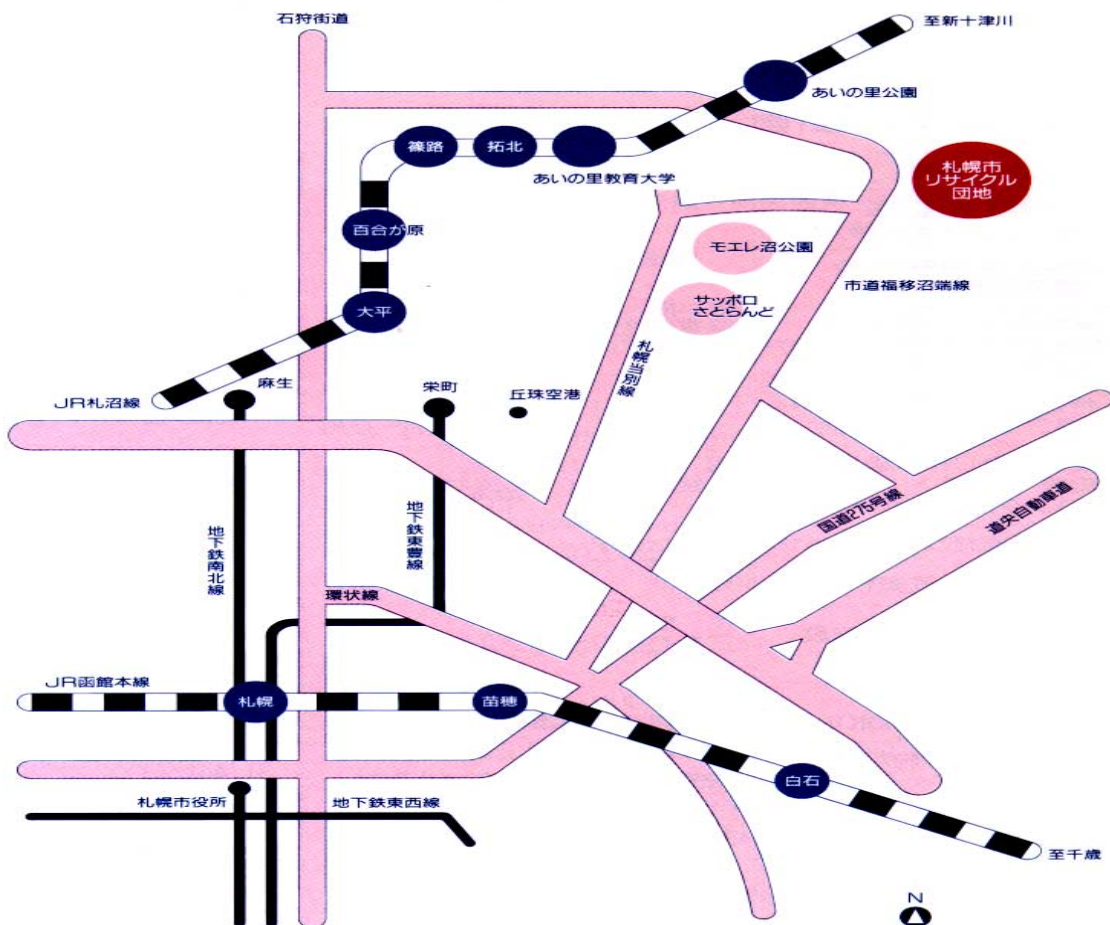 石狩街道
至新十津川
あいの里公園
篠路
拓北
あいの里教育大学
札幌市
リサイクル
団地
百合が原
モエレ沼公園
市道福移沼端線
サッポロ
さとらんど
大平
札幌当別線
麻生
栄町
丘珠空港
JR札沼線
国道275号線
道央自動車道
地下鉄南北線
地下鉄東豊線
環状線
JR函館本線
札幌
苗穂
白石
札幌市役所
地下鉄東西線
至千歳
N